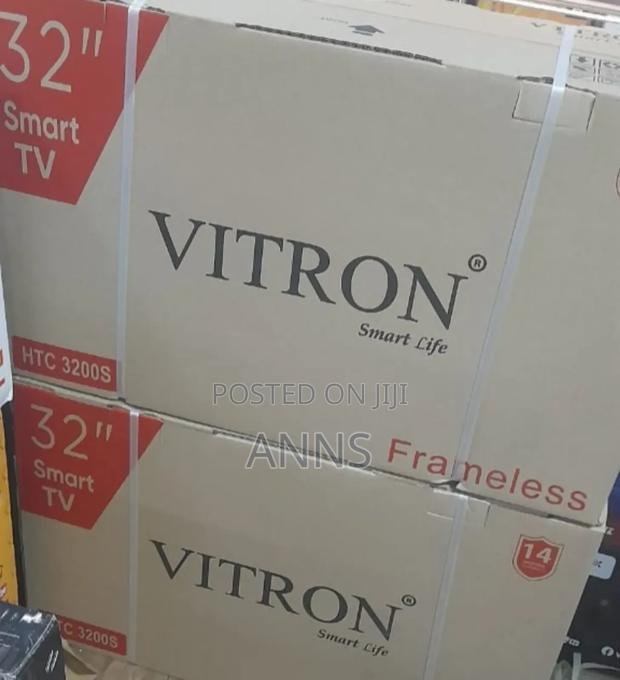 32"
Smart
TV
VITRON®
Smart Life
HTC 3200S
POSTED ON JIJI
ANNS
Frameless
32"
Smart
TV
14
VITRON®
Smart Life
TC 3200S